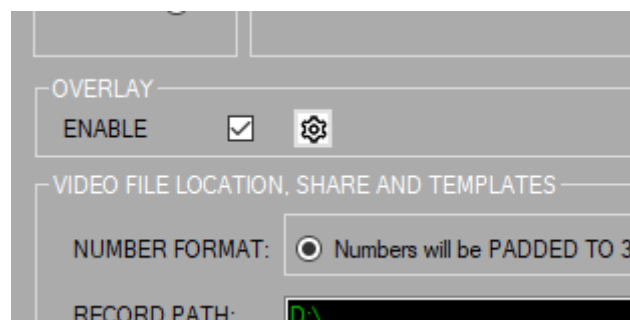 OVERLAY
ENABLE
VIDEO FILE LOCATION, SHARE AND TEMPLATES
NUMBER FORMAT: Numbers will be PADDED TO 3
RECORD PATH: D:\